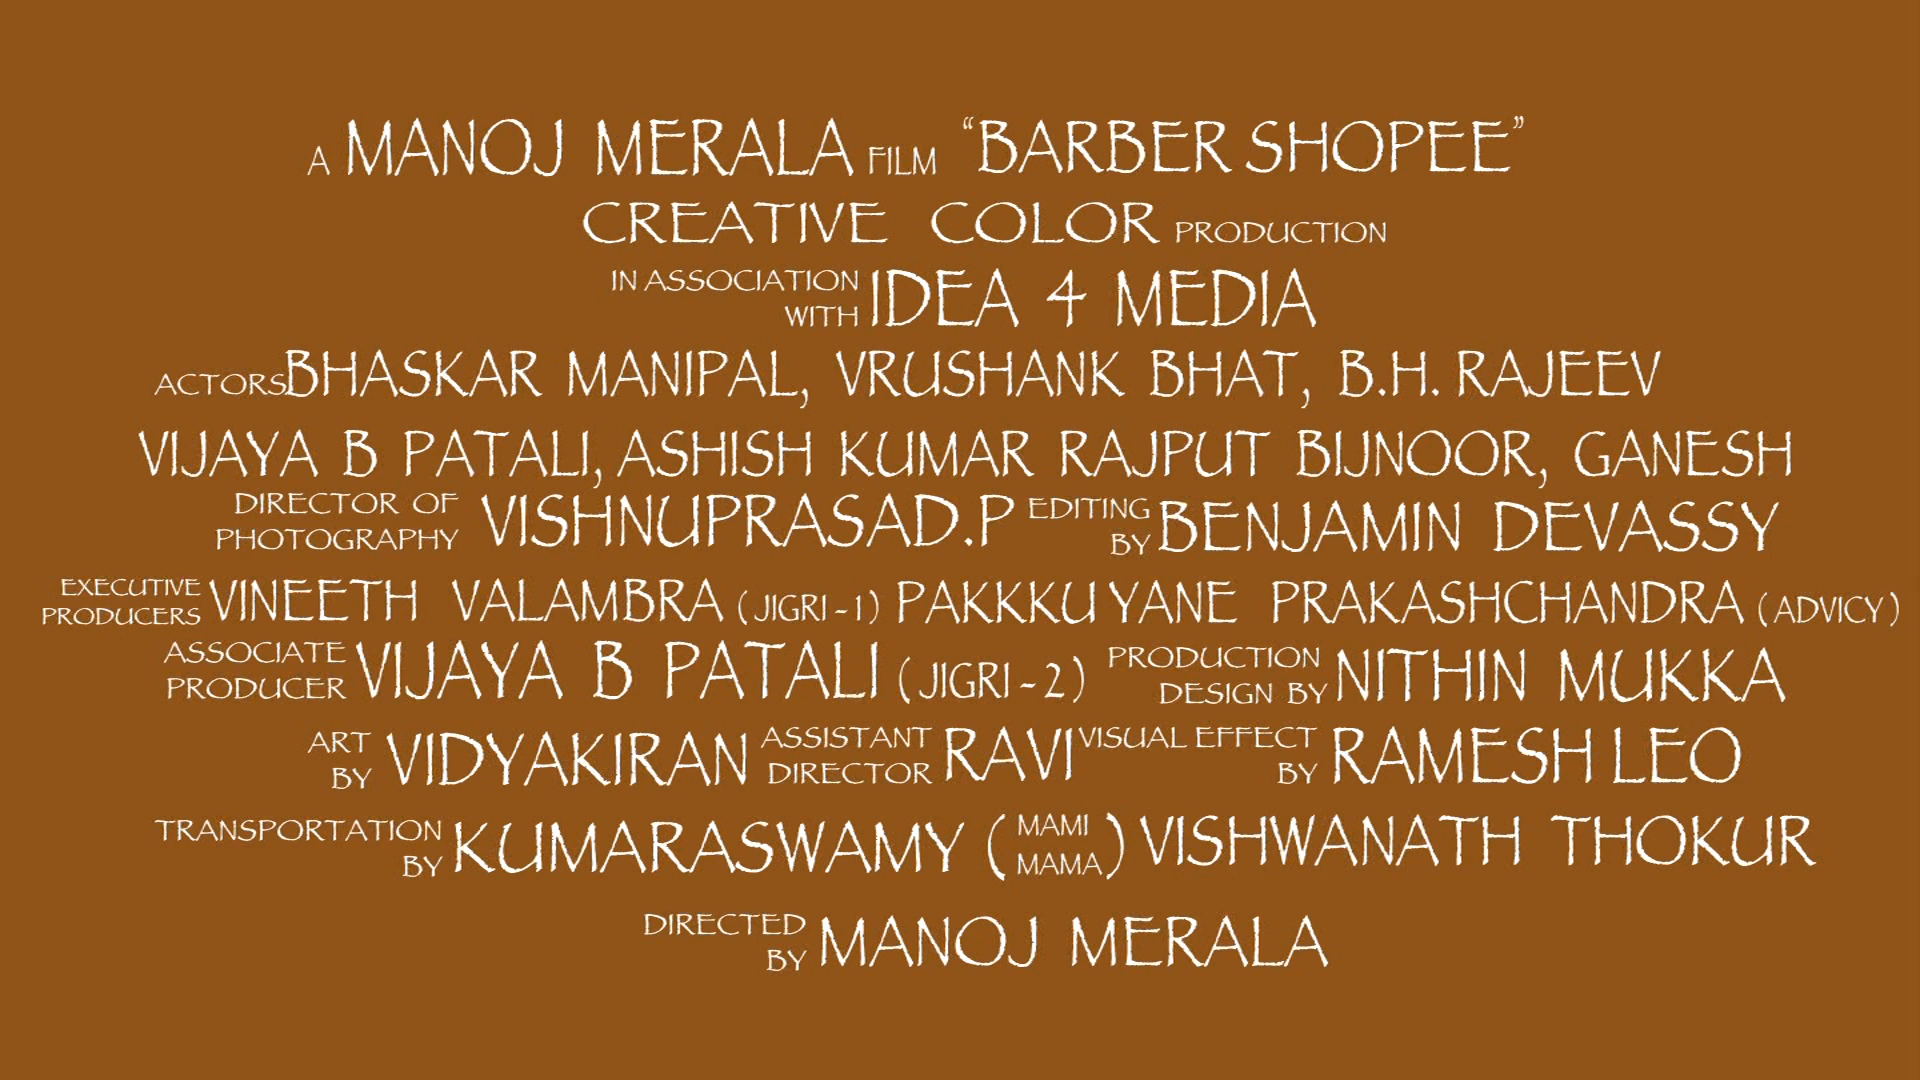 A MANOJ MERALA FILM “BARBER SHOPEE”
CREATIVE COLOR PRODUCTION
IN ASSOCIATION WITH IDEA 4 MEDIA
ACTORS BHASKAR MANIPAL, VRUSHANK BHAT, B.H. RAJEEV
VIJAYA B PATALI, ASHISH KUMAR RAJPUT BIJNOOR, GANESH
DIRECTOR OF PHOTOGRAPHY VISHNUPRASAD.P EDITING BY BENJAMIN DEVASSY
EXECUTIVE PRODUCERS VINEETH VALAMBRA (JIGRI-1) PAKKKU YANE PRAKASHCHANDRA (ADVICY)
ASSOCIATE PRODUCER VIJAYA B PATALI (JIGRI-2) PRODUCTION DESIGN BY NITHIN MUKKA
ART BY VIDYAKIRAN ASSISTANT DIRECTOR RAVI VISUAL EFFECT BY RAMESH LEO
TRANSPORTATION BY KUMARASWAMY (MAMI MAMA) VISHWANATH THOKUR
DIRECTED BY MANOJ MERALA